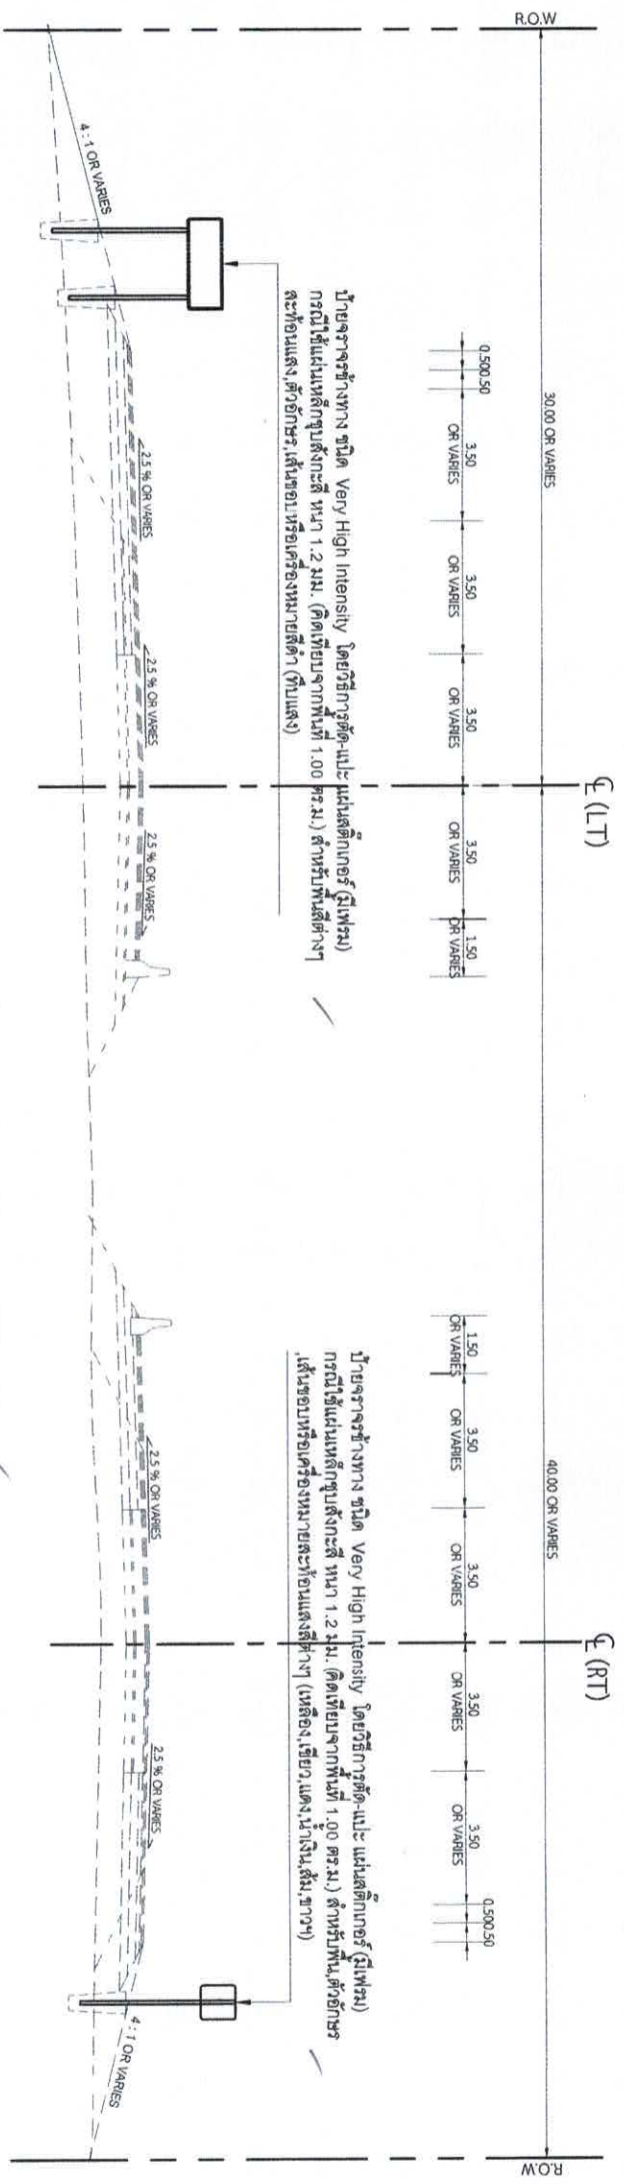 R.O.W
30.00 OR VARIES
40.00 OR VARIES
R.O.W
℄ (LT)
℄ (RT)
0.50 0.50
3.50
OR VARIES
3.50
OR VARIES
3.50
OR VARIES
3.50
OR VARIES
1.50
OR VARIES
1.50
OR VARIES
3.50
OR VARIES
3.50
OR VARIES
3.50
OR VARIES
3.50
OR VARIES
0.50 0.50
ป้ายจราจรข้างทาง ชนิด Very High Intensity โดยวิธีการตัด-แปะ แผ่นสติ๊กเกอร์ (มีเฟรม)
กรณีใช้แผ่นเหล็กชุบสังกะสี หนา 1.2 มม. (คิดเทียบจากพื้นที่ 1.00 ตร.ม.) สำหรับพื้นสีต่างๆ
สะท้อนแสง,ตัวอักษร,เส้นขอบหรือเครื่องหมายสีดำ (ทึบแสง)
ป้ายจราจรข้างทาง ชนิด Very High Intensity โดยวิธีการตัด-แปะ แผ่นสติ๊กเกอร์ (มีเฟรม)
กรณีใช้แผ่นเหล็กชุบสังกะสี หนา 1.2 มม. (คิดเทียบจากพื้นที่ 1.00 ตร.ม.) สำหรับพื้น,ตัวอักษร
,เส้นขอบหรือเครื่องหมายสะท้อนแสงสีต่างๆ (เหลือง,เขียว,แดง,น้ำเงิน,ส้ม,ขาวฯ)
4 : 1 OR VARIES
2.5 % OR VARIES
2.5 % OR VARIES
2.5 % OR VARIES
2.5 % OR VARIES
2.5 % OR VARIES
4 : 1 OR VARIES